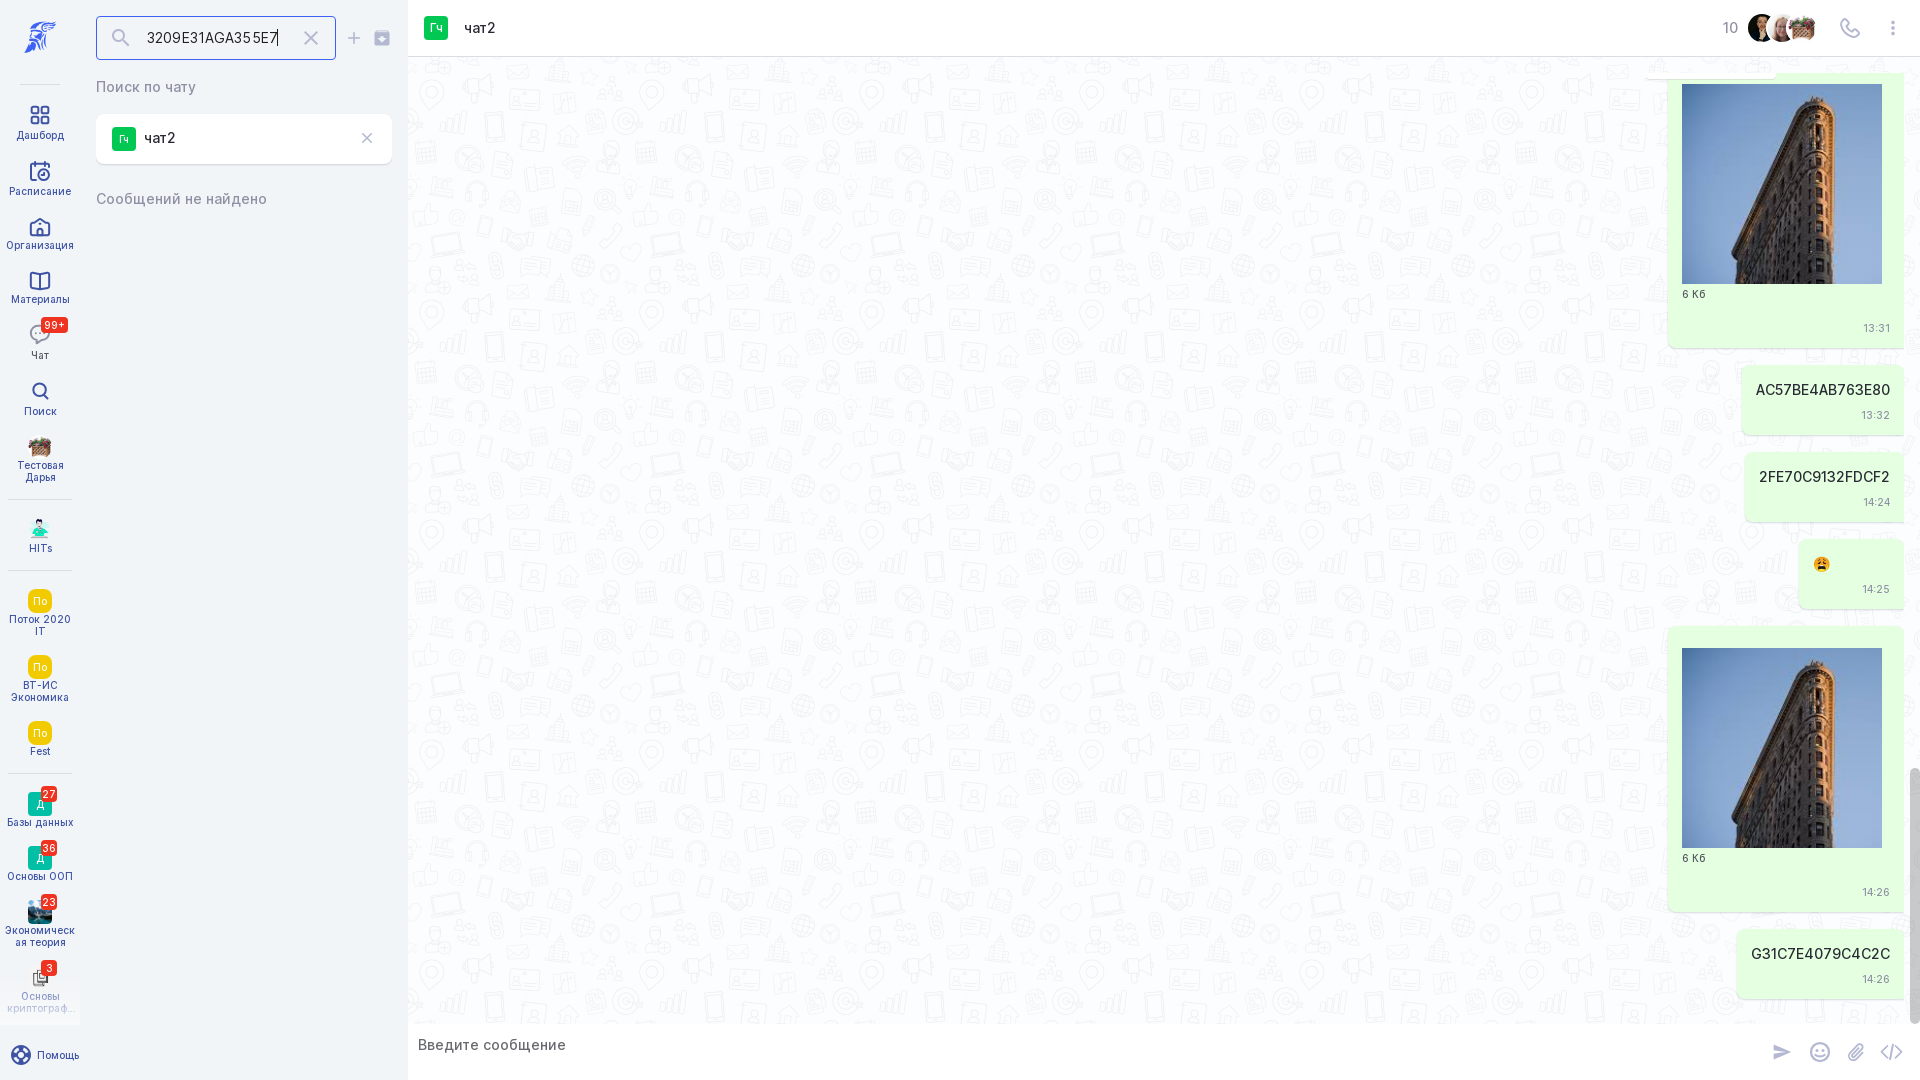 3209E31AGA355E7
Гч
чат2
10
Поиск по чату
Гч
чат2
Сообщений не найдено
Дашборд
Расписание
Организация
Материалы
99+
Чат
Поиск
Тестовая
Дарья
HITs
По
Поток 2020
IT
По
ВТ-ИС
Экономика
По
Fest
27
Д
Базы данных
36
Д
Основы ООП
23
Экономическ
ая теория
3
Основы
криптограф...
Помощь
6 Кб
13:31
AC57BE4AB763E80
13:32
2FE70C9132FDCF2
14:24
14:25
6 Кб
14:26
G31C7E4079C4C2C
14:26
Введите сообщение